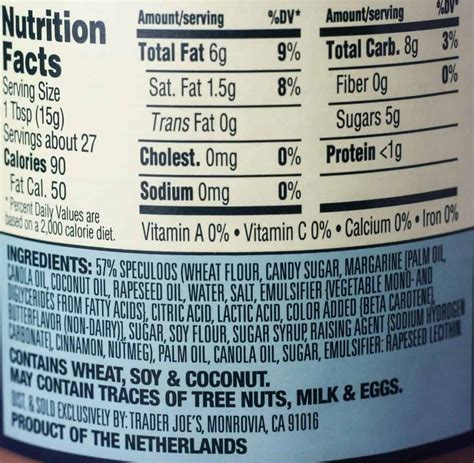 Nutrition
Facts
Serving Size
1 Tbsp (15g)
Servings about 27
Calories 90
Fat Cal. 50
*Percent Daily Values are
based on a 2,000 calorie diet.
Amount/serving %DV*
Total Fat 6g 9%
Sat. Fat 1.5g 8%
Trans Fat 0g
Cholest. 0mg 0%
Sodium 0mg 0%
Amount/serving %DV*
Total Carb. 8g 3%
Fiber 0g 0%
Sugars 5g
Protein <1g
Vitamin A 0% • Vitamin C 0% • Calcium 0% • Iron 0%
INGREDIENTS: 57% SPECULOOS (WHEAT FLOUR, CANDY SUGAR, MARGARINE [PALM OIL,
CANOLA OIL, COCONUT OIL, RAPESEED OIL, WATER, SALT, EMULSIFIER {VEGETABLE MONO- AND
DIGLYCERIDES FROM FATTY ACIDS}, CITRIC ACID, LACTIC ACID, COLOR ADDED {BETA CAROTENE},
BUTTERFLAVOR (NON-DAIRY)], SUGAR, SOY FLOUR, SUGAR SYRUP, RAISING AGENT {SODIUM HYDROGEN
CARBONATE}, CINNAMON, NUTMEG), PALM OIL, CANOLA OIL, SUGAR, EMULSIFIER: RAPESEED LECITHIN,
CONTAINS WHEAT, SOY & COCONUT.
MAY CONTAIN TRACES OF TREE NUTS, MILK & EGGS.
DIST. & SOLD EXCLUSIVELY BY: TRADER JOE'S, MONROVIA, CA 91016
PRODUCT OF THE NETHERLANDS